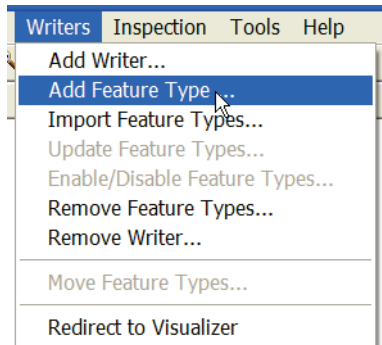 Writers Inspection Tools Help
Add Writer...
Add Feature Type ...
Import Feature Types...
Update Feature Types...
Enable/Disable Feature Types...
Remove Feature Types...
Remove Writer...
Move Feature Types...
Redirect to Visualizer